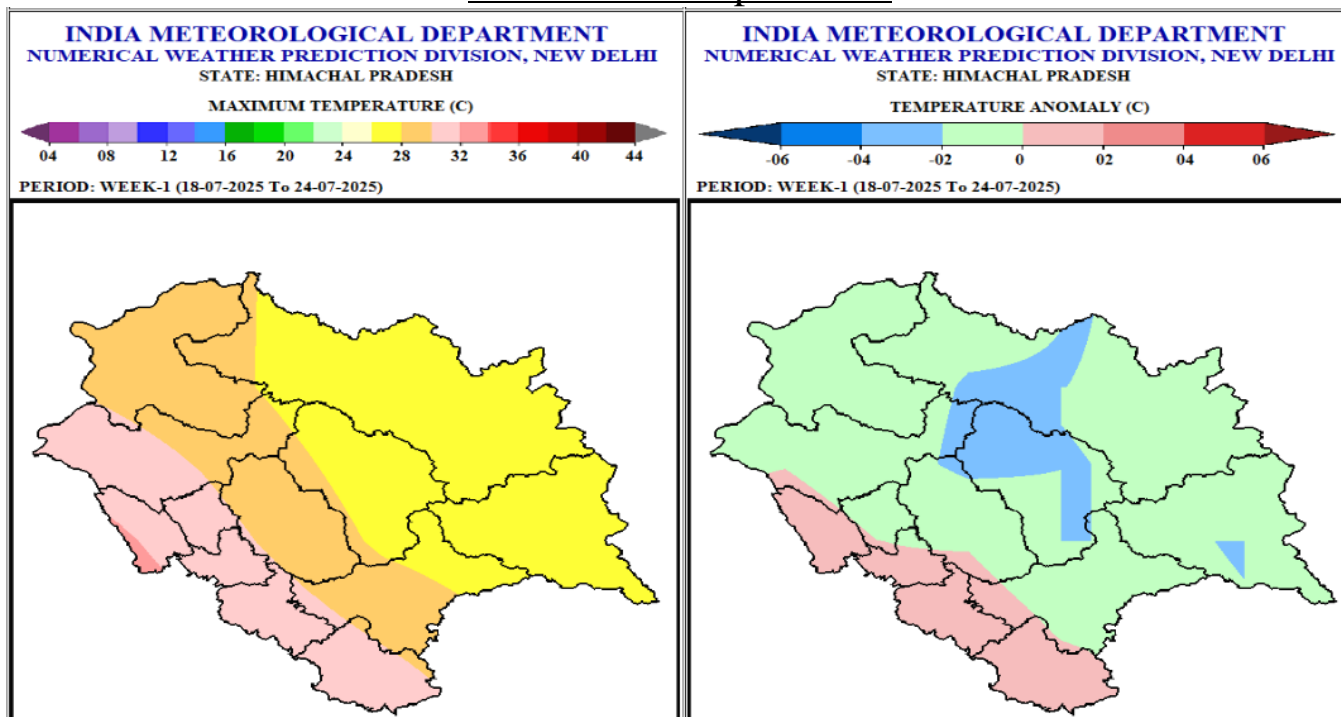 INDIA METEOROLOGICAL DEPARTMENT
NUMERICAL WEATHER PREDICTION DIVISION, NEW DELHI
STATE: HIMACHAL PRADESH
MAXIMUM TEMPERATURE (C)
04 08 12 16 20 24 28 32 36 40 44
PERIOD: WEEK-1 (18-07-2025 To 24-07-2025)
INDIA METEOROLOGICAL DEPARTMENT
NUMERICAL WEATHER PREDICTION DIVISION, NEW DELHI
STATE: HIMACHAL PRADESH
TEMPERATURE ANOMALY (C)
-06 -04 -02 0 02 04 06
PERIOD: WEEK-1 (18-07-2025 To 24-07-2025)